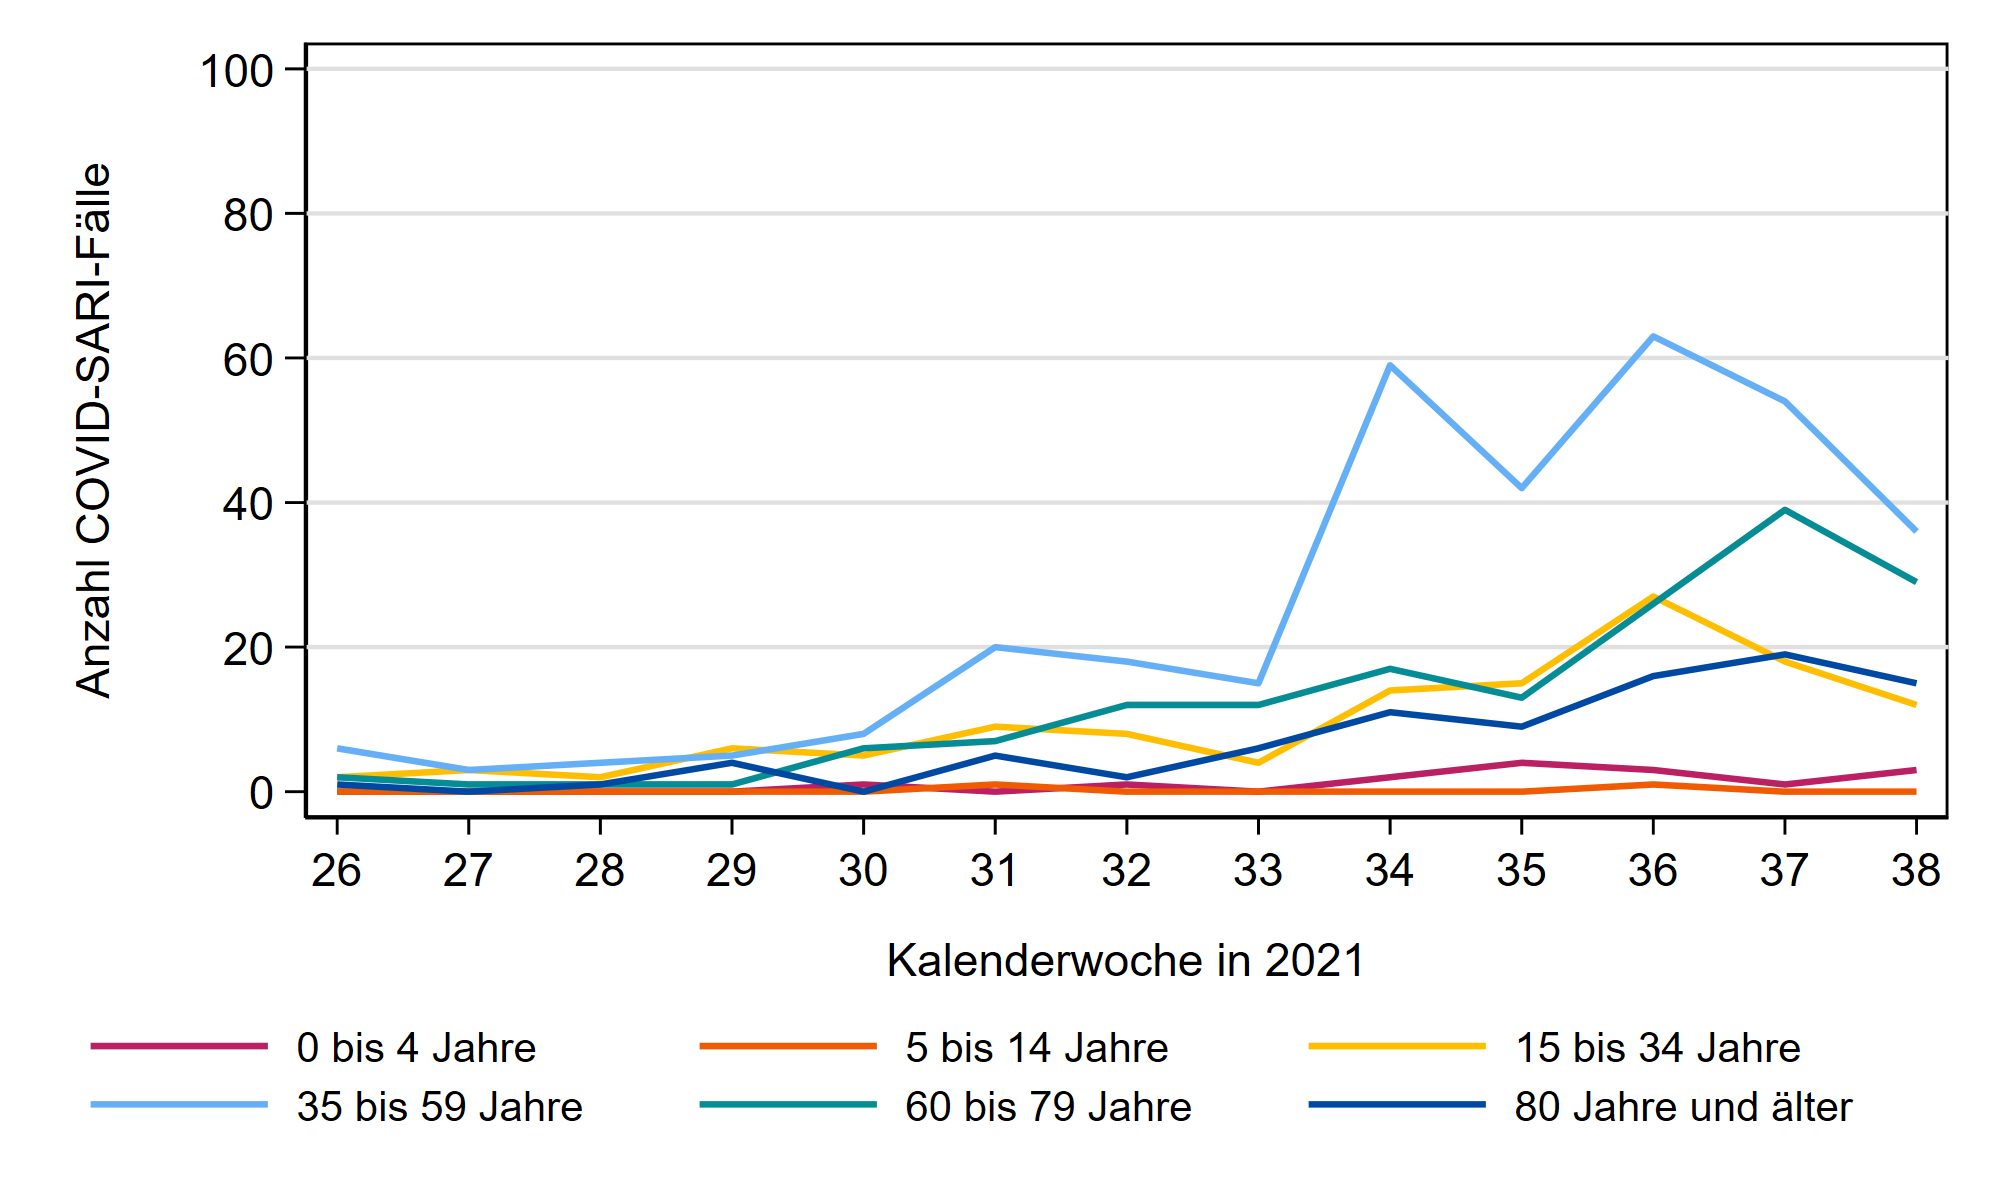 Anzahl COVID-SARI-Fälle
100
80
60
40
20
0
26 27 28 29 30 31 32 33 34 35 36 37 38
Kalenderwoche in 2021
0 bis 4 Jahre 5 bis 14 Jahre 15 bis 34 Jahre
35 bis 59 Jahre 60 bis 79 Jahre 80 Jahre und älter